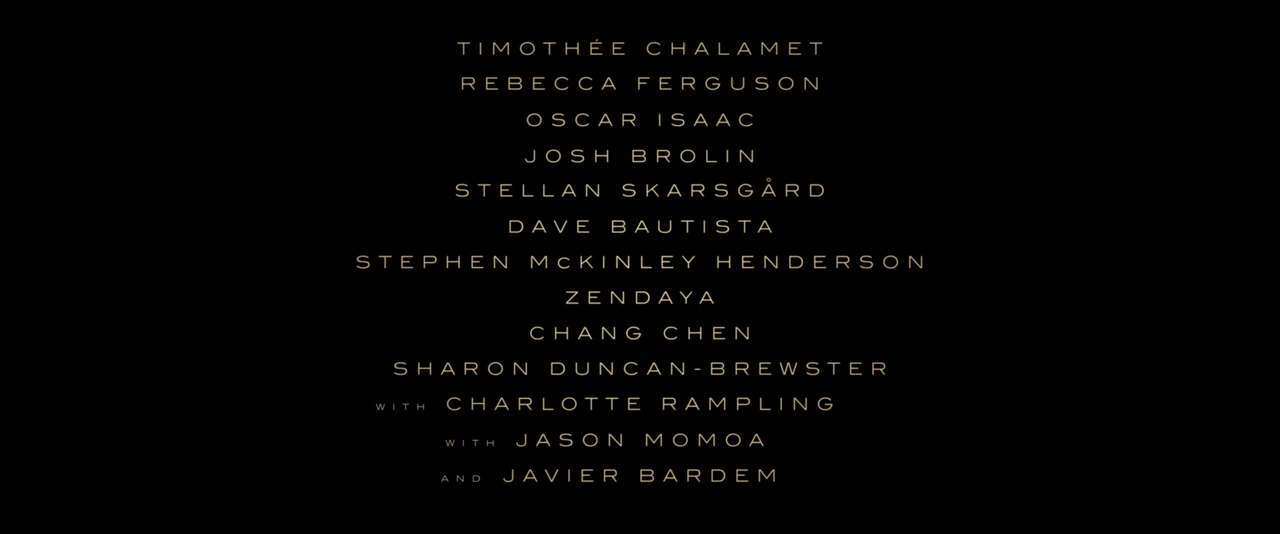 TIMOTHÉE CHALAMET
REBECCA FERGUSON
OSCAR ISAAC
JOSH BROLIN
STELLAN SKARSGÅRD
DAVE BAUTISTA
STEPHEN McKINLEY HENDERSON
ZENDAYA
CHANG CHEN
SHARON DUNCAN-BREWSTER
WITH CHARLOTTE RAMPLING
WITH JASON MOMOA
AND JAVIER BARDEM